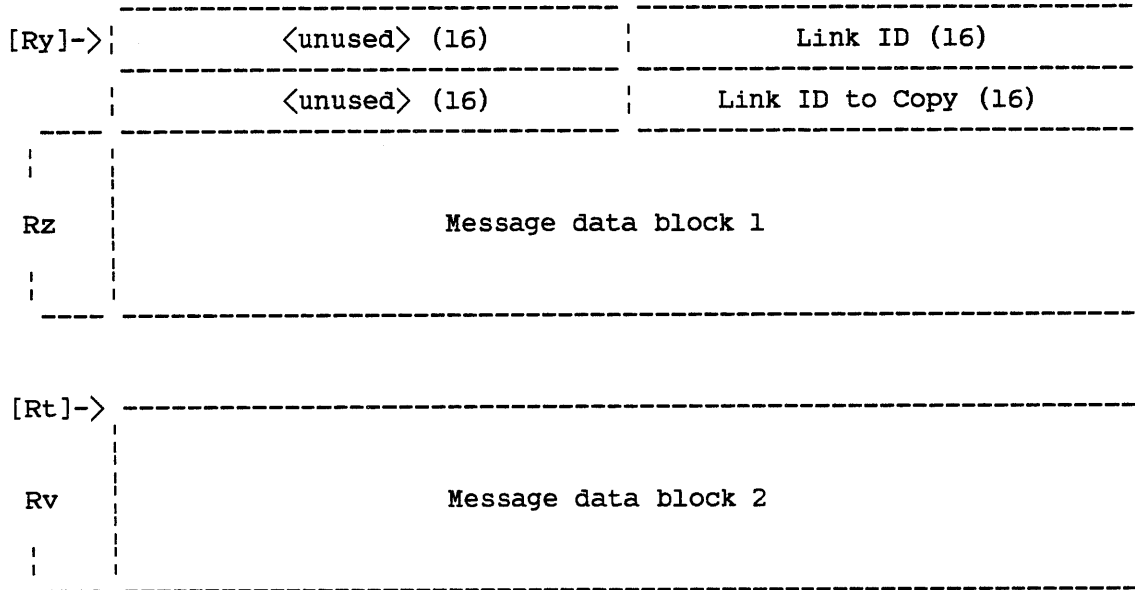 [Ry]-> <unused> (16) Link ID (16)
<unused> (16) Link ID to Copy (16)
Rz Message data block 1
[Rt]->
Rv Message data block 2